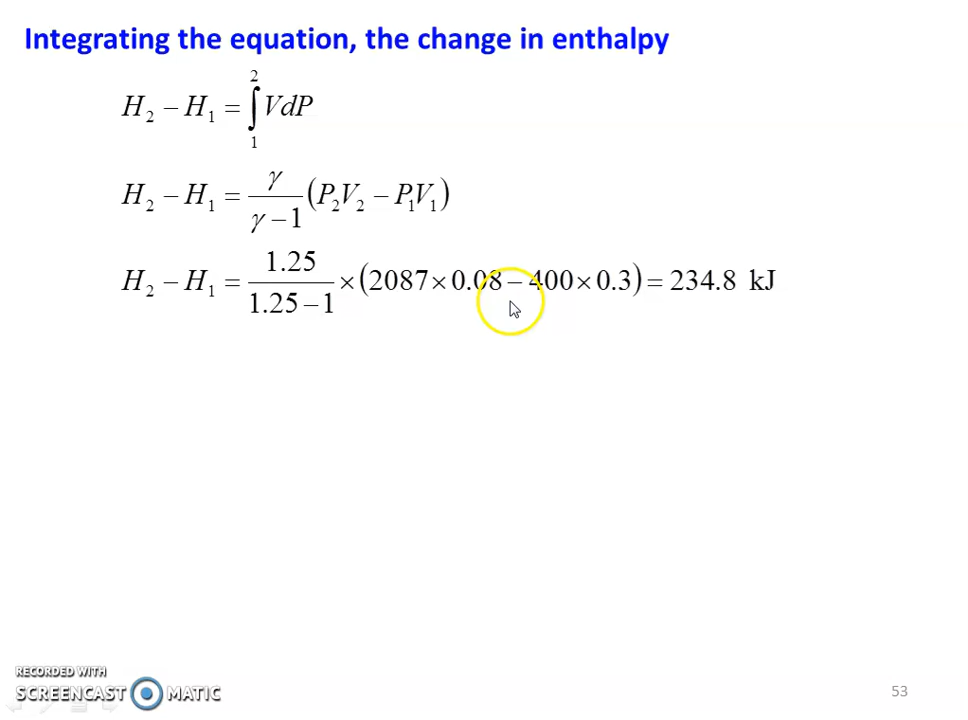 Integrating the equation, the change in enthalpy
H₂ − H₁ = ∫₁² VdP
H₂ − H₁ = γ/(γ − 1) (P₂V₂ − P₁V₁)
H₂ − H₁ = 1.25/(1.25 − 1) × (2087 × 0.08 − 400 × 0.3) = 234.8 kJ
RECORDED WITH
SCREENCAST MATIC
53